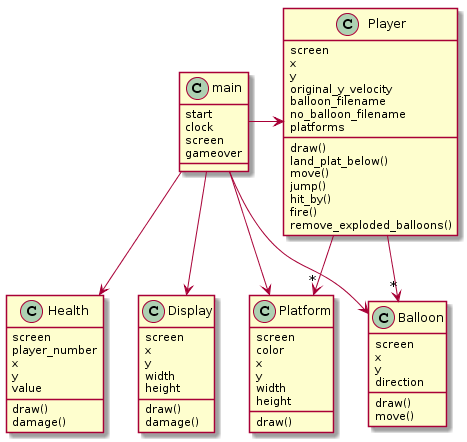 C Player
screen
x
y
original_y_velocity
balloon_filename
no_balloon_filename
platforms
draw()
land_plat_below()
move()
jump()
hit_by()
fire()
remove_exploded_balloons()
C main
start
clock
screen
gameover
*
*
C Health
screen
player_number
x
y
value
draw()
damage()
C Display
screen
x
y
width
height
draw()
damage()
C Platform
screen
color
x
y
width
height
draw()
C Balloon
screen
x
y
direction
draw()
move()